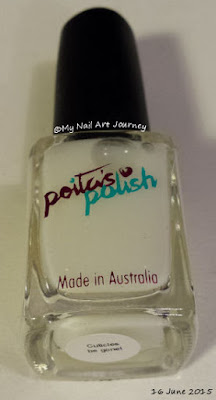 @My Nail Art Journey
poita's
polish
Made in Australia
Cuticles
be gone!
16 June 2015